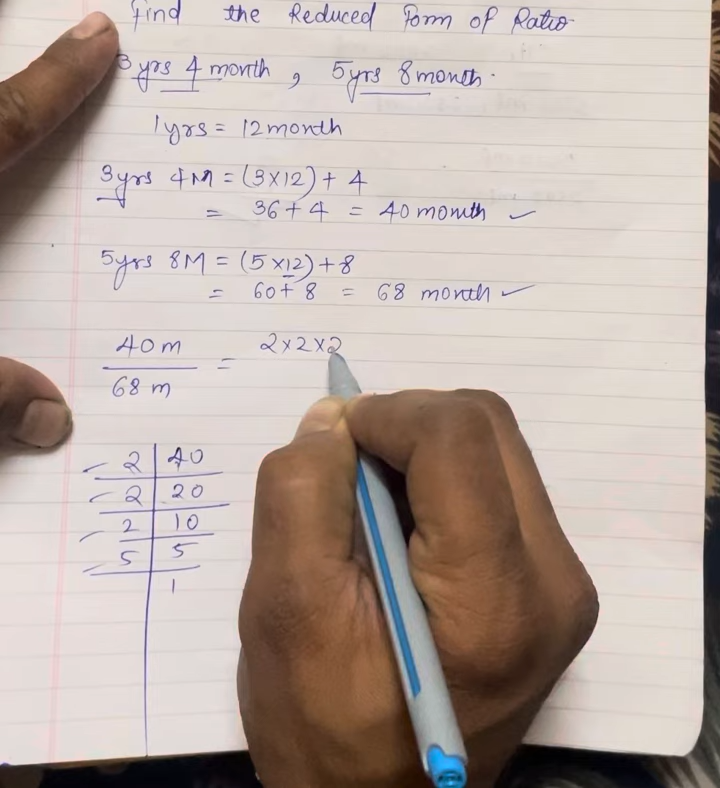 find the Reduced Form of Ratio
3 yrs 4 month , 5 yrs 8 month .
1 yrs = 12 month
3 yrs 4 M = (3 × 12) + 4
= 36 + 4 = 40 month ✓
5 yrs 8 M = (5 × 12) + 8
= 60 + 8 = 68 month ✓
40 m
68 m
= 2 × 2 × 2
2 | 40
2 | 20
2 | 10
5 | 5
| 1